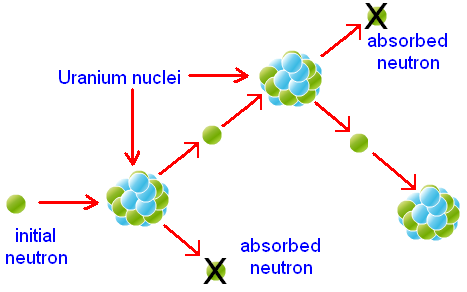 absorbed
neutron
Uranium nuclei
initial
neutron
absorbed
neutron